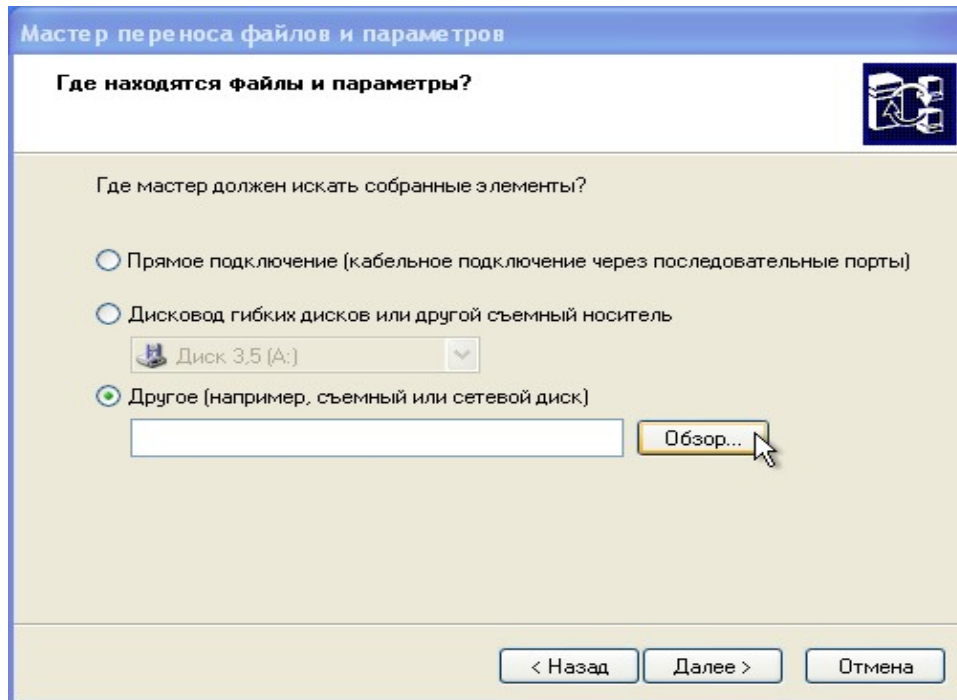 Мастер переноса файлов и параметров
Где находятся файлы и параметры?
Где мастер должен искать собранные элементы?
Прямое подключение (кабельное подключение через последовательные порты)
Дисковод гибких дисков или другой съемный носитель
Диск 3,5 (A:)
Другое (например, съемный или сетевой диск)
Обзор...
< Назад Далее > Отмена